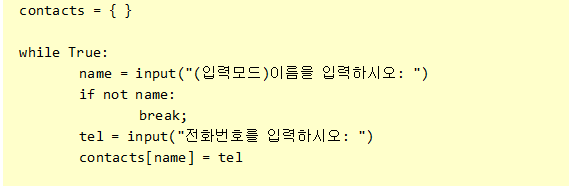 contacts = { }
while True:
name = input("(입력모드)이름을 입력하시오: ")
if not name:
break;
tel = input("전화번호를 입력하시오: ")
contacts[name] = tel